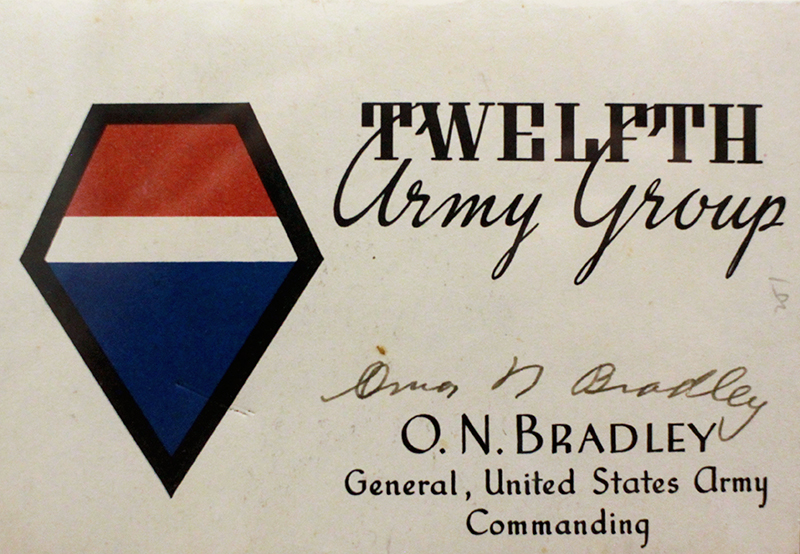 TWELFTH
Army Group
Omar N Bradley
O. N. BRADLEY
General, United States Army
Commanding